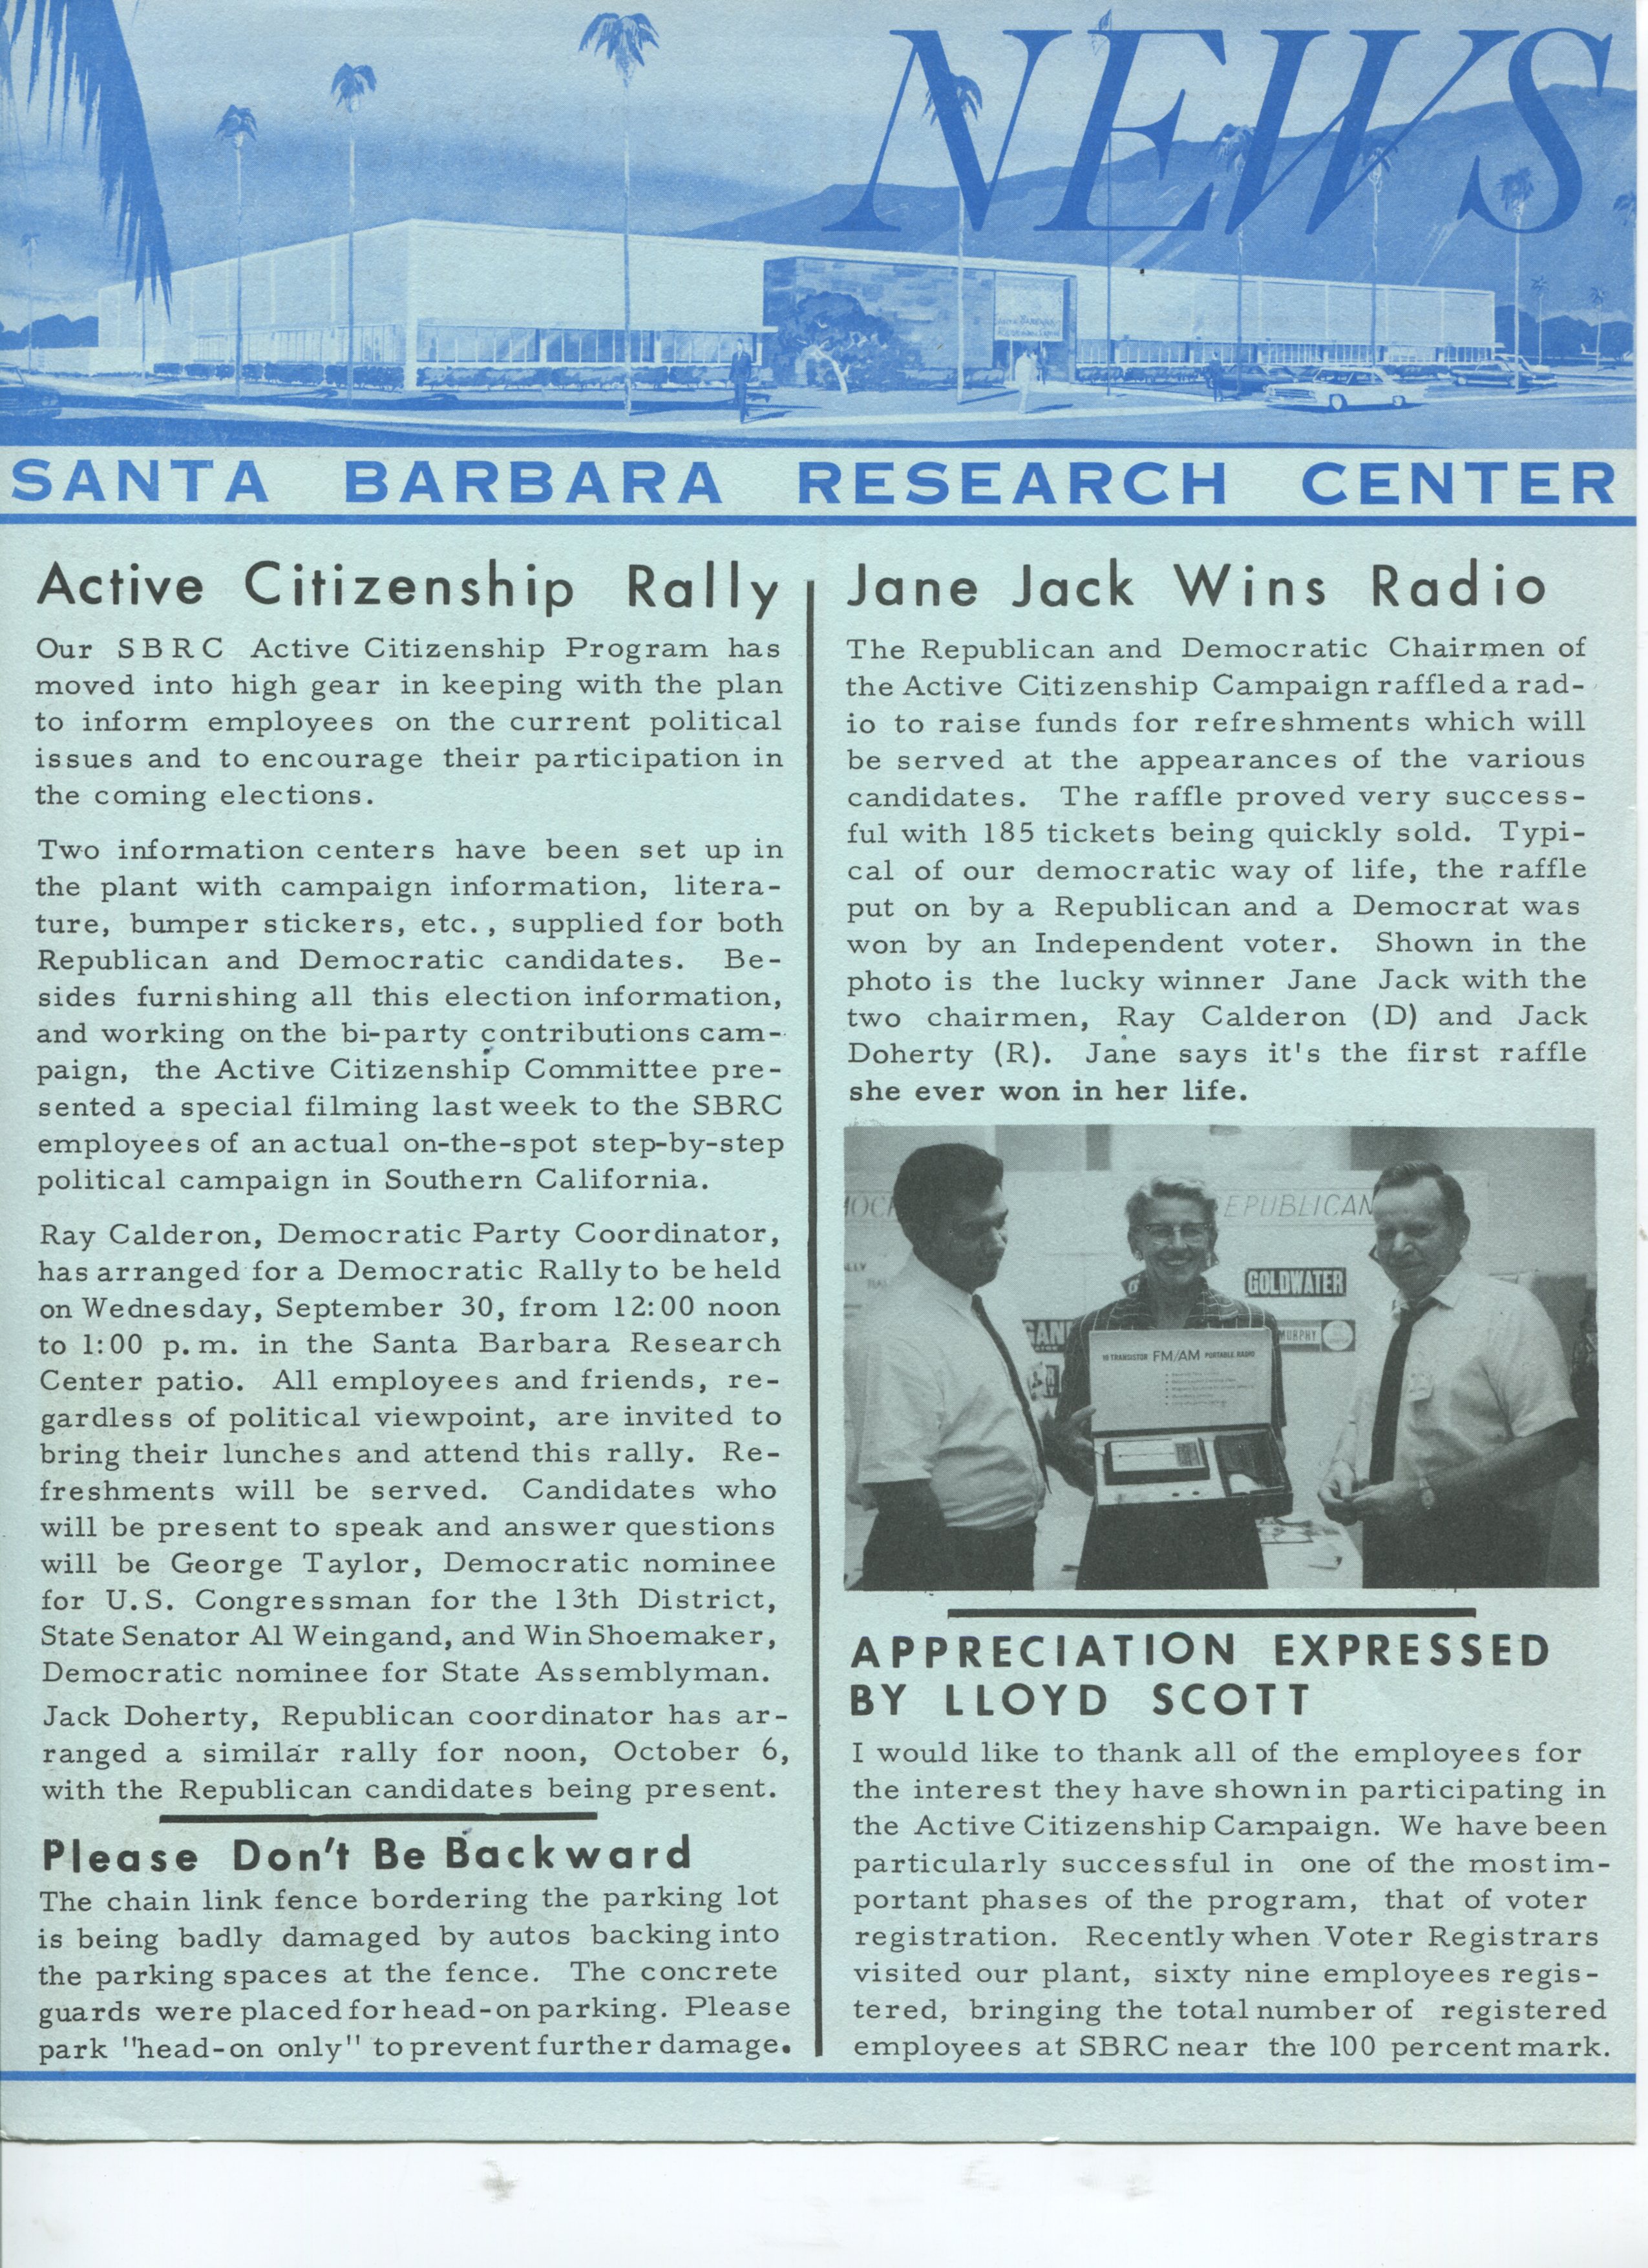 NEWS
SANTA BARBARA RESEARCH CENTER
Active Citizenship Rally
Our SBRC Active Citizenship Program has
moved into high gear in keeping with the plan
to inform employees on the current political
issues and to encourage their participation in
the coming elections.
Two information centers have been set up in
the plant with campaign information, litera-
ture, bumper stickers, etc., supplied for both
Republican and Democratic candidates. Be-
sides furnishing all this election information,
and working on the bi-party contributions cam-
paign, the Active Citizenship Committee pre-
sented a special filming last week to the SBRC
employees of an actual on-the-spot step-by-step
political campaign in Southern California.
Ray Calderon, Democratic Party Coordinator,
has arranged for a Democratic Rally to be held
on Wednesday, September 30, from 12:00 noon
to 1:00 p.m. in the Santa Barbara Research
Center patio. All employees and friends, re-
gardless of political viewpoint, are invited to
bring their lunches and attend this rally. Re-
freshments will be served. Candidates who
will be present to speak and answer questions
will be George Taylor, Democratic nominee
for U.S. Congressman for the 13th District,
State Senator Al Weingand, and Win Shoemaker,
Democratic nominee for State Assemblyman.
Jack Doherty, Republican coordinator has ar-
ranged a similar rally for noon, October 6,
with the Republican candidates being present.
Please Don't Be Backward
The chain link fence bordering the parking lot
is being badly damaged by autos backing into
the parking spaces at the fence. The concrete
guards were placed for head-on parking. Please
park "head-on only" to prevent further damage.
Jane Jack Wins Radio
The Republican and Democratic Chairmen of
the Active Citizenship Campaign raffled a rad-
io to raise funds for refreshments which will
be served at the appearances of the various
candidates. The raffle proved very success-
ful with 185 tickets being quickly sold. Typi-
cal of our democratic way of life, the raffle
put on by a Republican and a Democrat was
won by an Independent voter. Shown in the
photo is the lucky winner Jane Jack with the
two chairmen, Ray Calderon (D) and Jack
Doherty (R). Jane says it's the first raffle
she ever won in her life.
EPUBLICAN
GOLDWATER
MURPHY
10 TRANSISTOR FM/AM PORTABLE RADIO
APPRECIATION EXPRESSED
BY LLOYD SCOTT
I would like to thank all of the employees for
the interest they have shown in participating in
the Active Citizenship Campaign. We have been
particularly successful in one of the most im-
portant phases of the program, that of voter
registration. Recently when Voter Registrars
visited our plant, sixty nine employees regis-
tered, bringing the total number of registered
employees at SBRC near the 100 percent mark.